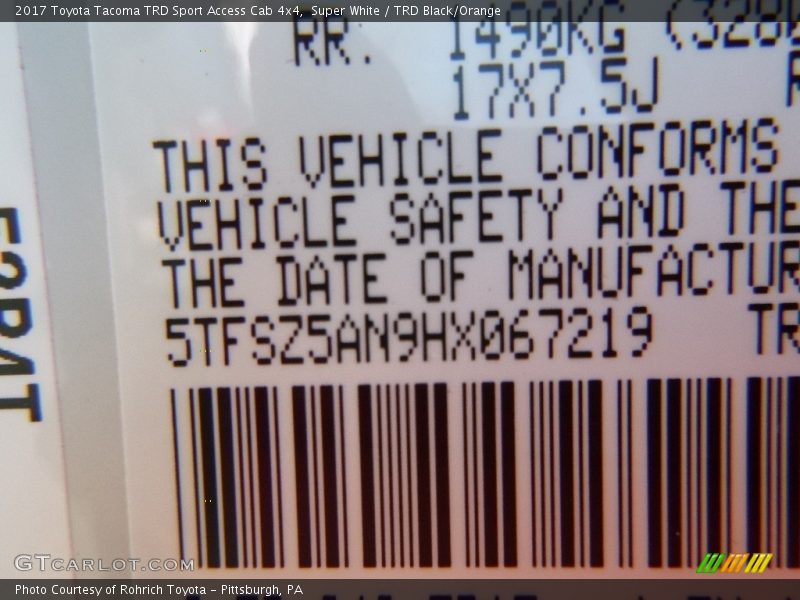 2017 Toyota Tacoma TRD Sport Access Cab 4x4, Super White / TRD Black/Orange
RR. 1490KG (328
17X7.5J
THIS VEHICLE CONFORMS
VEHICLE SAFETY AND THE
THE DATE OF MANUFACTUR
5TFSZ5AN9HX067219 TR
GTCARLOT.COM
Photo Courtesy of Rohrich Toyota - Pittsburgh, PA